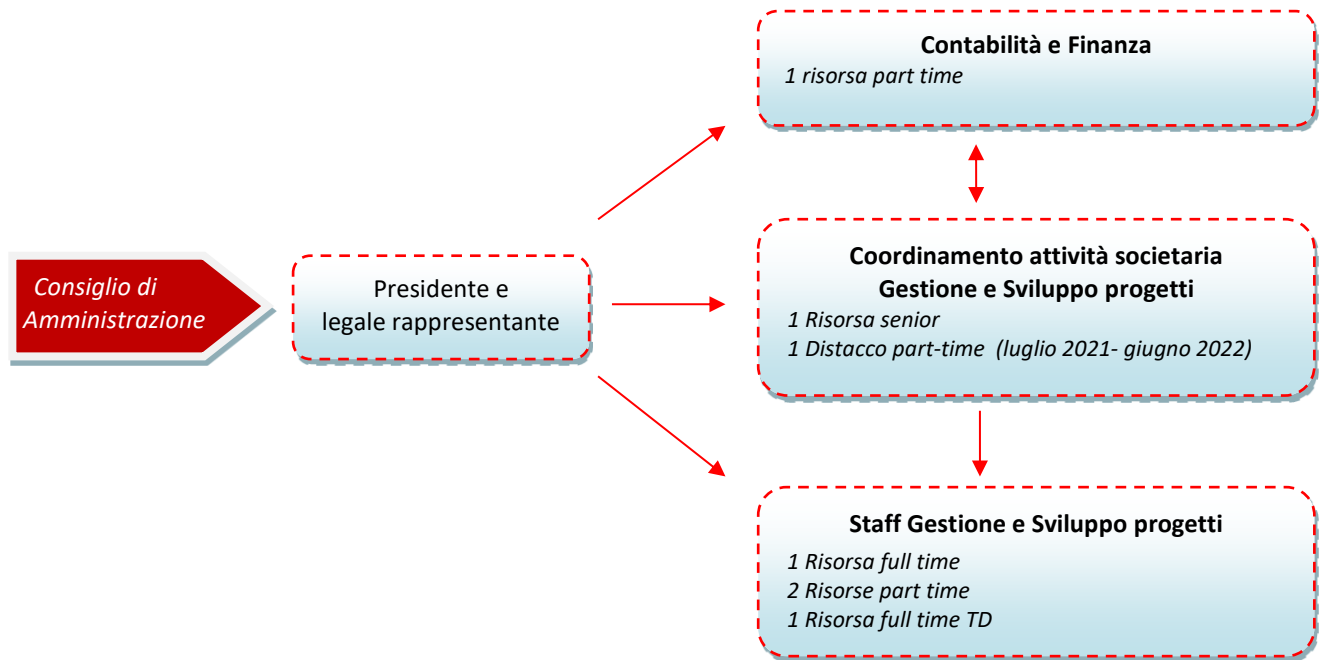 Consiglio di
Amministrazione
Presidente e
legale rappresentante
Contabilità e Finanza
1 risorsa part time
Coordinamento attività societaria
Gestione e Sviluppo progetti
1 Risorsa senior
1 Distacco part-time (luglio 2021- giugno 2022)
Staff Gestione e Sviluppo progetti
1 Risorsa full time
2 Risorse part time
1 Risorsa full time TD